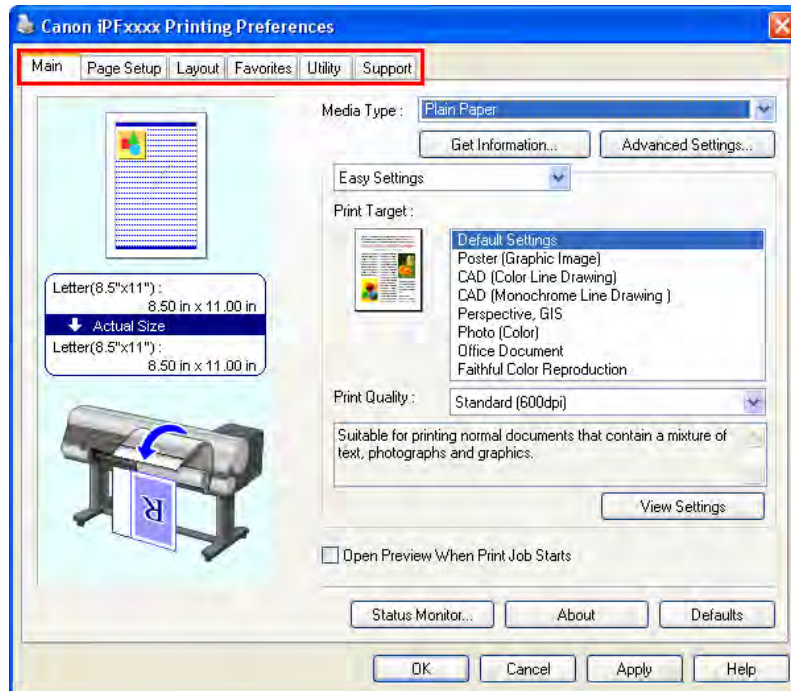 Canon iPFxxxx Printing Preferences
Main Page Setup Layout Favorites Utility Support
Media Type : Plain Paper
Get Information... Advanced Settings...
Easy Settings
Print Target :
Default Settings
Poster (Graphic Image)
CAD (Color Line Drawing)
CAD (Monochrome Line Drawing )
Perspective, GIS
Photo (Color)
Office Document
Faithful Color Reproduction
Letter(8.5"x11") :
8.50 in x 11.00 in
Actual Size
Letter(8.5"x11") :
8.50 in x 11.00 in
R
Print Quality : Standard (600dpi)
Suitable for printing normal documents that contain a mixture of
text, photographs and graphics.
View Settings
Open Preview When Print Job Starts
Status Monitor... About Defaults
OK Cancel Apply Help